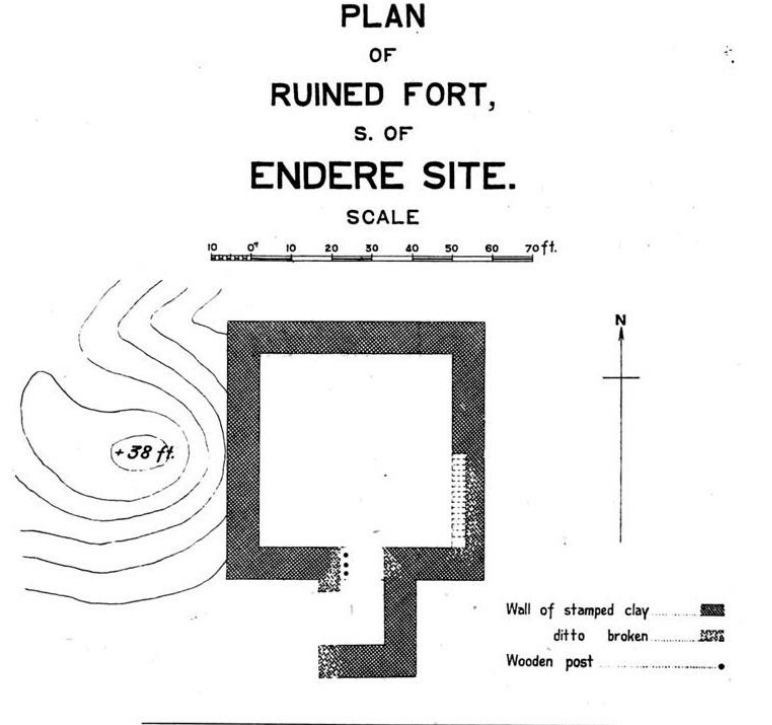 PLAN
OF
RUINED FORT,
S. OF
ENDERE SITE.
SCALE
10 0 10 20 30 40 50 60 70 ft.
N
+38 ft.
Wall of stamped clay
ditto broken
Wooden post